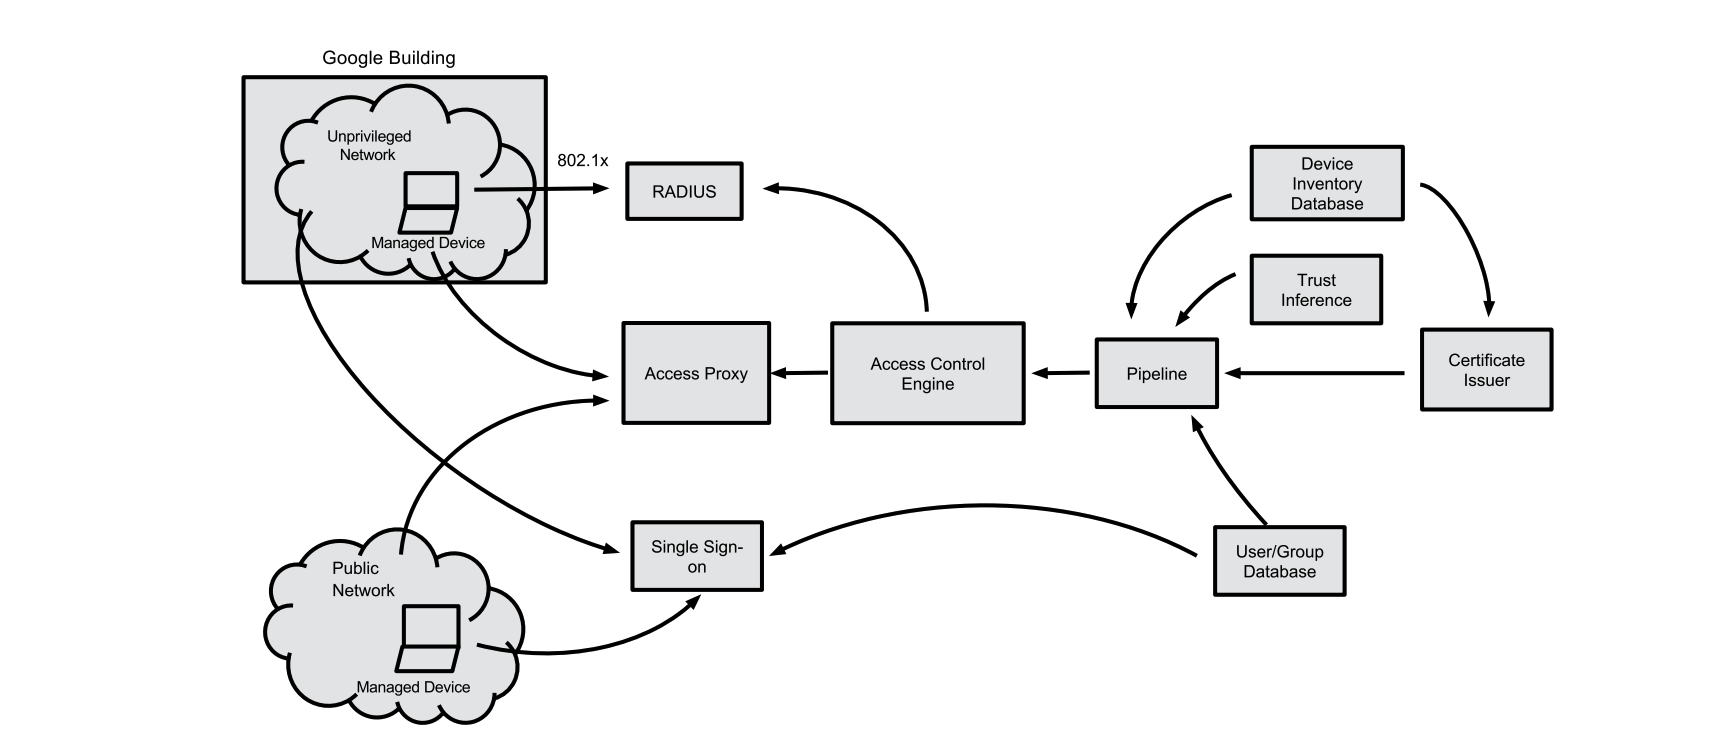 Google Building
Unprivileged
Network
Managed Device
802.1x
RADIUS
Device
Inventory
Database
Trust
Inference
Access Proxy
Access Control
Engine
Pipeline
Certificate
Issuer
Single Sign-
on
User/Group
Database
Public
Network
Managed Device